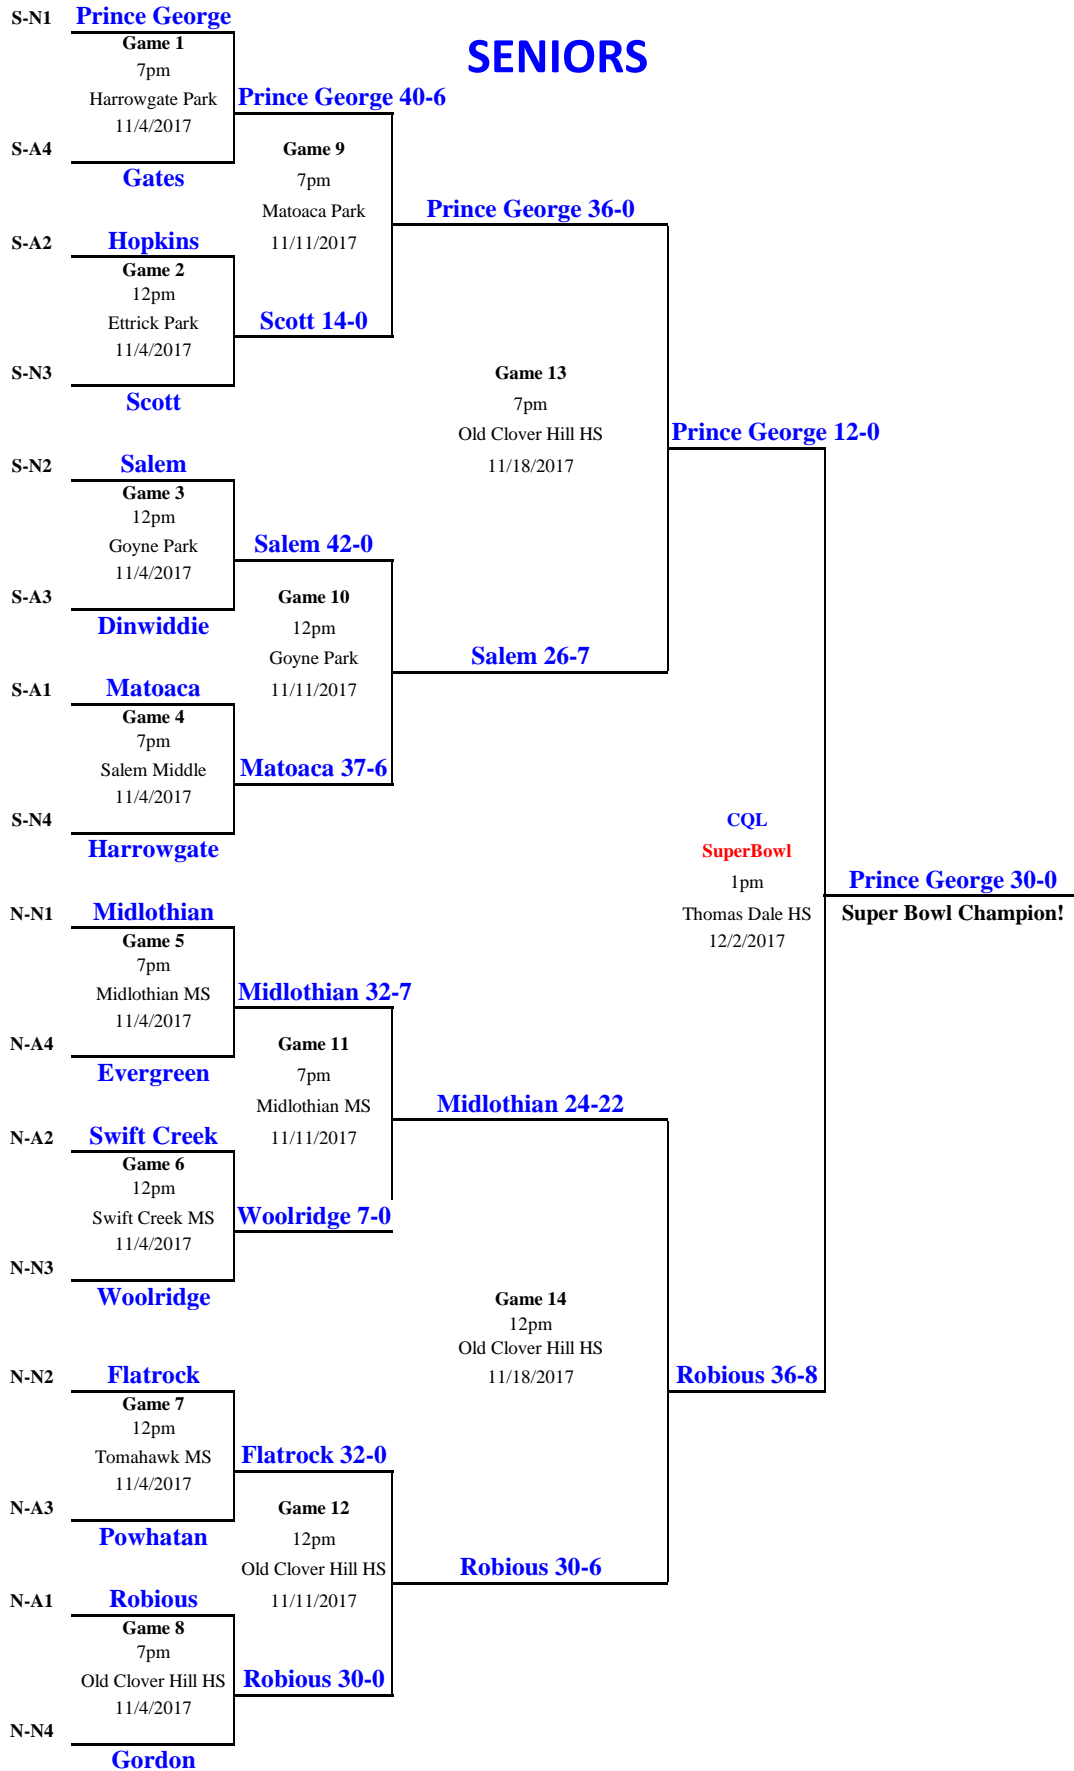 S-N1 Prince George
Game 1
SENIORS
7pm
Harrowgate Park
Prince George 40-6
11/4/2017
S-A4
Game 9
Gates
7pm
Matoaca Park
Prince George 36-0
S-A2
Hopkins
11/11/2017
Game 2
12pm
Ettrick Park
Scott 14-0
11/4/2017
S-N3
Game 13
Scott
7pm
Old Clover Hill HS
Prince George 12-0
S-N2
Salem
11/18/2017
Game 3
12pm
Goyne Park
Salem 42-0
11/4/2017
S-A3
Game 10
Dinwiddie
12pm
Goyne Park
Salem 26-7
S-A1
Matoaca
11/11/2017
Game 4
7pm
Salem Middle
Matoaca 37-6
11/4/2017
S-N4
CQL
Harrowgate
SuperBowl
1pm
Prince George 30-0
N-N1
Midlothian
Thomas Dale HS
Super Bowl Champion!
Game 5
12/2/2017
7pm
Midlothian MS
Midlothian 32-7
11/4/2017
N-A4
Game 11
Evergreen
7pm
Midlothian MS
Midlothian 24-22
N-A2
Swift Creek
11/11/2017
Game 6
12pm
Swift Creek MS
Woolridge 7-0
11/4/2017
N-N3
Woolridge
Game 14
12pm
Old Clover Hill HS
N-N2
Flatrock
11/18/2017
Robious 36-8
Game 7
12pm
Tomahawk MS
Flatrock 32-0
11/4/2017
N-A3
Game 12
Powhatan
12pm
Old Clover Hill HS
Robious 30-6
N-A1
Robious
11/11/2017
Game 8
7pm
Old Clover Hill HS
Robious 30-0
11/4/2017
N-N4
Gordon